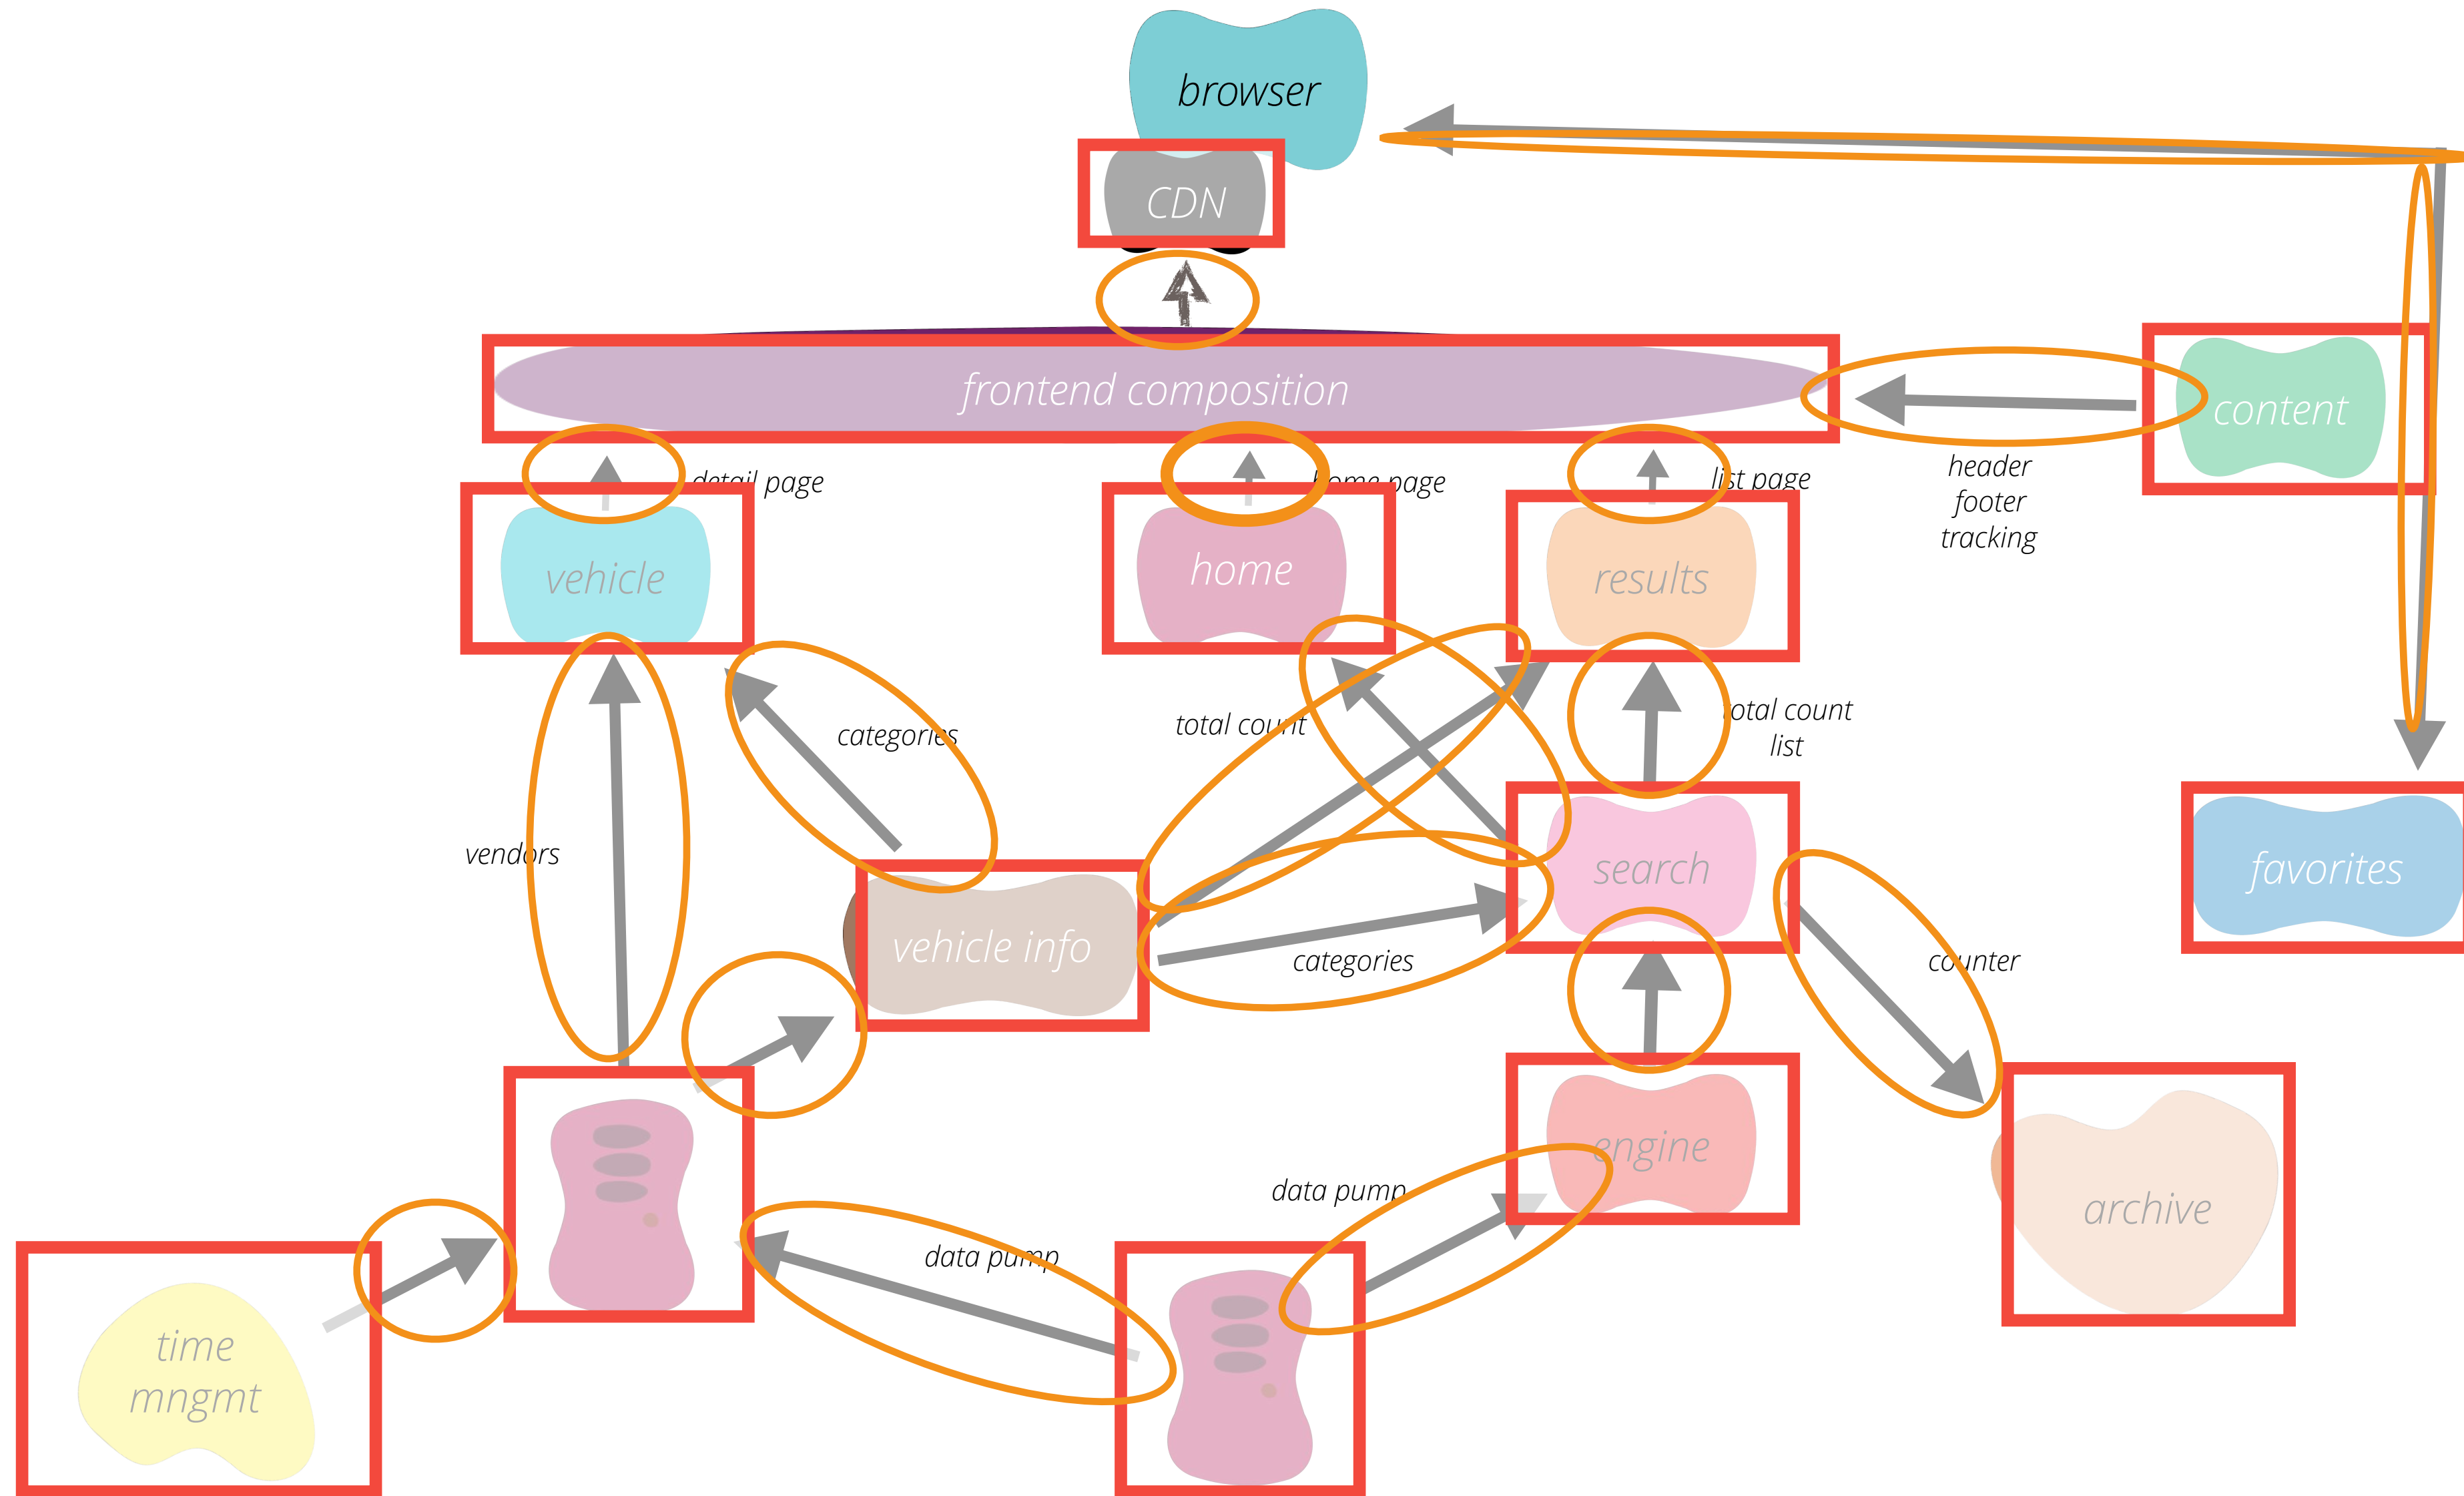 browser
CDN
frontend composition
content
detail page
home page
list page
header
footer
tracking
vehicle
home
results
categories
total count
total count
list
vendors
search
favorites
vehicle info
categories
counter
engine
data pump
archive
data pump
time
mngmt